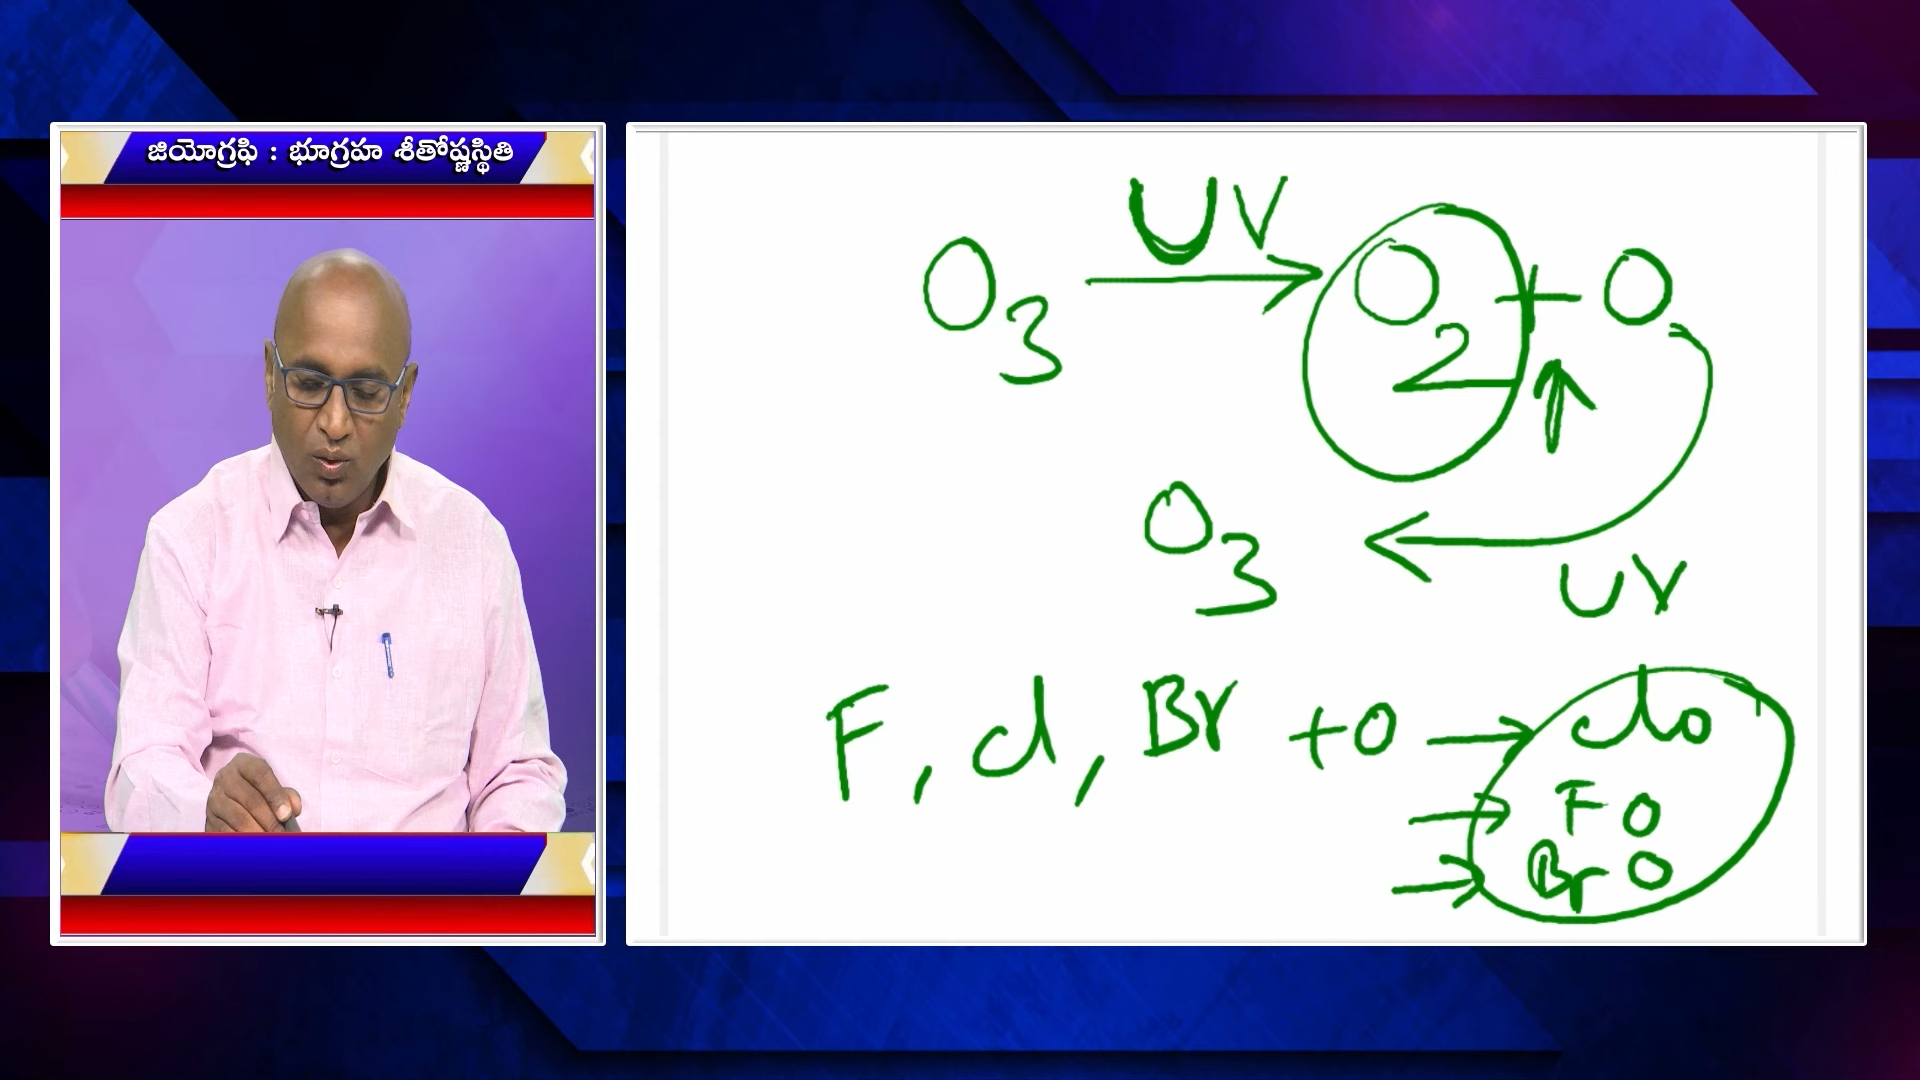 జియోగ్రఫి : భూగ్రహ శీతోష్ణస్థితి
UV
O3 → O2 + O
O3 ←
UV
F, Cl, Br + O → ClO
→ FO
→ BrO